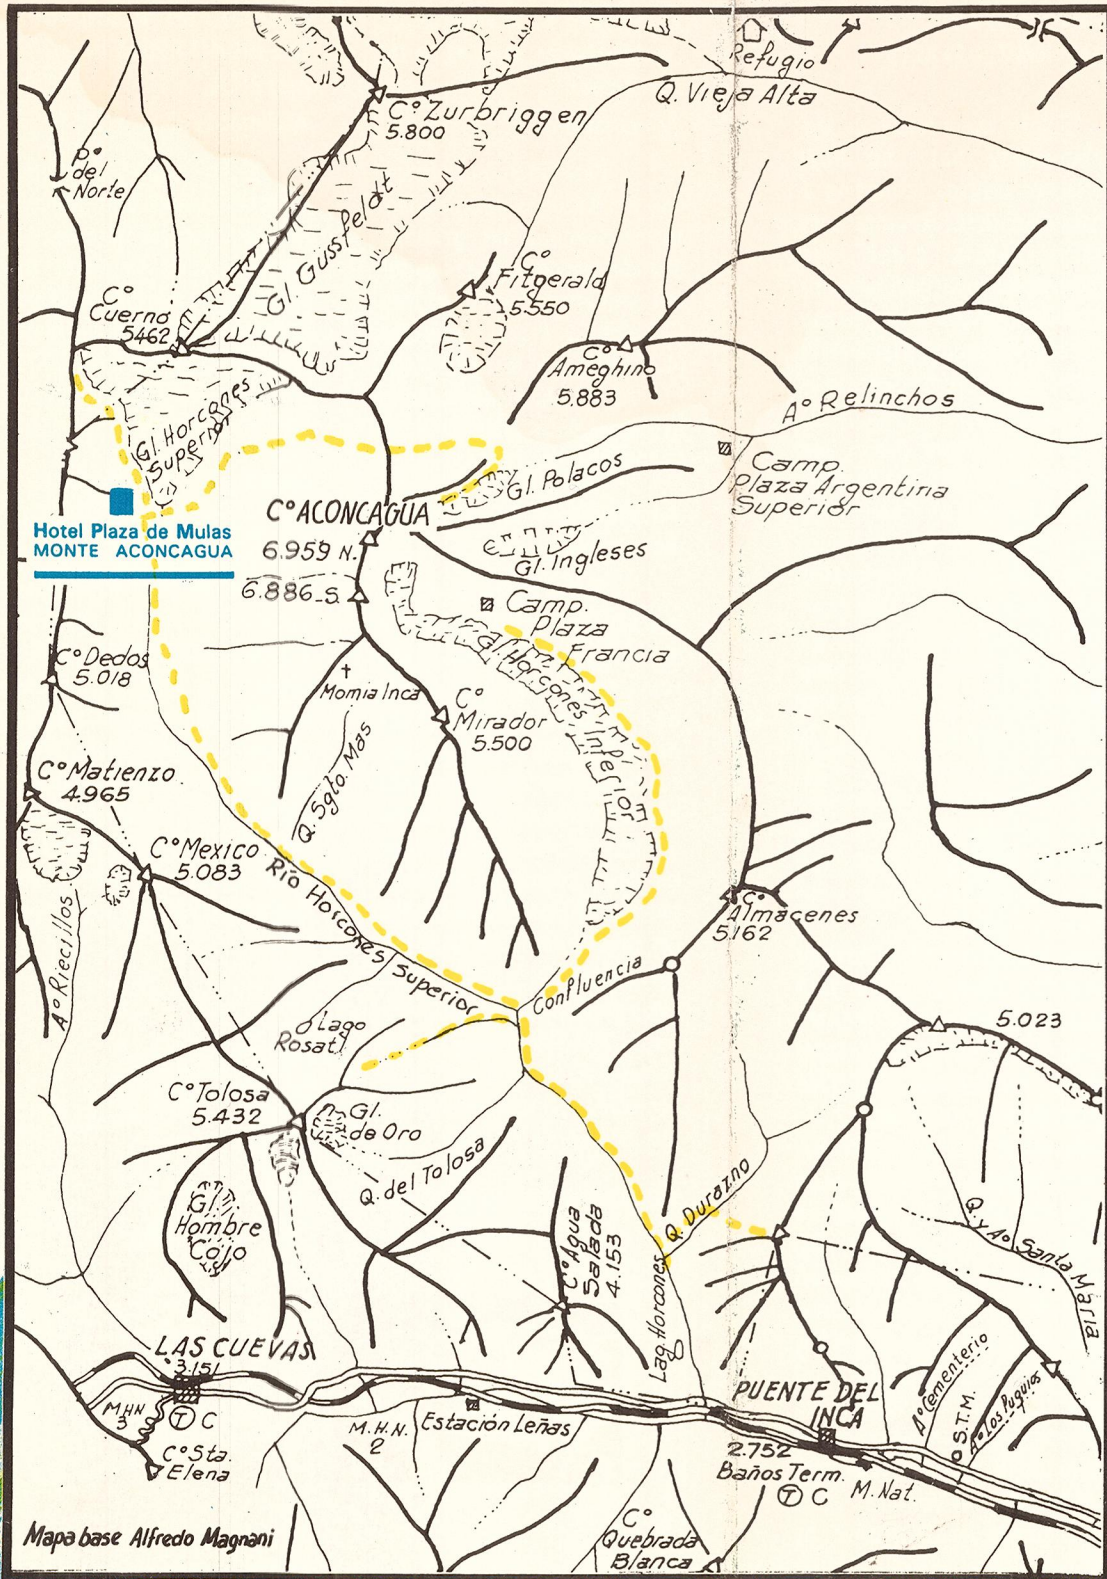 Refugio
Q. Vieja Alta
Cº Zurbriggen
5.800
Pº
del
Norte
Gl. Güssfeldt
Cº
Fitgerald
5.550
Cº
Cuerno
5462
Cº
Ameghino
5.883
Aº Relinchos
Gl. Horcones
Superior
Gl. Polacos
Camp.
Plaza Argentina
Superior
Hotel Plaza de Mulas
MONTE ACONCAGUA
Cº ACONCAGUA
6.959 N.
6.886 S.
Gl. Ingleses
Camp.
Plaza
Francia
Gl. Horcones Inferior
Cº Dedos
5.018
Momia Inca
Cº
Mirador
5.500
Q. Sgto. Mas
Cº Matienzo
4.965
Cº Mexico
5.083
Río Horcones Superior
Cº
Almacenes
5.162
Aº Riecillos
Confluencia
Lago
Rosat
5.023
Cº Tolosa
5.432
Gl.
de Oro
Q. del Tolosa
Gl.
Hombre
Cojo
Q. Durazno
Cº Agua
Salada
4.153
Q. y Aº Santa María
Lag Horcones
LAS CUEVAS
3.151
T C
M.H.N
3
Cº Sta.
Elena
M.H.N.
2
Estación Leñas
PUENTE DEL
INCA
2.752
Baños Term.
T C
M. Nat.
Aº Cementerio
S.T.M.
Aº Los Puquios
Cº
Quebrada
Blanca
Mapa base Alfredo Magnani